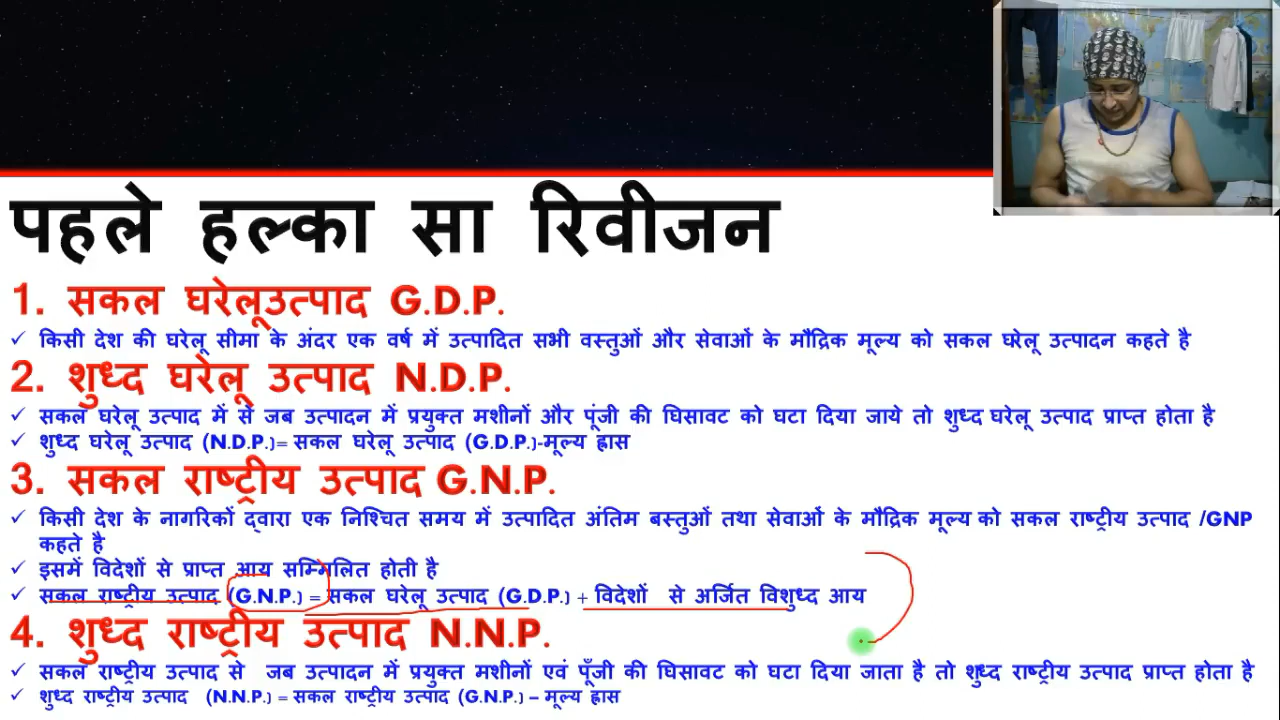 पहले हल्का सा रिवीजन
1. सकल घरेलूउत्पाद G.D.P.
✓ किसी देश की घरेलू सीमा के अंदर एक वर्ष में उत्पादित सभी वस्तुओं और सेवाओं के मौद्रिक मूल्य को सकल घरेलू उत्पादन कहते है
2. शुध्द घरेलू उत्पाद N.D.P.
✓ सकल घरेलू उत्पाद में से जब उत्पादन में प्रयुक्त मशीनों और पूंजी की घिसावट को घटा दिया जाये तो शुध्द घरेलू उत्पाद प्राप्त होता है
✓ शुध्द घरेलू उत्पाद (N.D.P.)= सकल घरेलू उत्पाद (G.D.P.)-मूल्य ह्रास
3. सकल राष्ट्रीय उत्पाद G.N.P.
✓ किसी देश के नागरिकों द्वारा एक निश्चित समय में उत्पादित अंतिम बस्तुओं तथा सेवाओं के मौद्रिक मूल्य को सकल राष्ट्रीय उत्पाद /GNP
कहते है
✓ इसमें विदेशों से प्राप्त आय सम्मिलित होती है
✓ सकल राष्ट्रीय उत्पाद (G.N.P.) = सकल घरेलू उत्पाद (G.D.P.) + विदेशों से अर्जित विशुध्द आय
4. शुध्द राष्ट्रीय उत्पाद N.N.P.
✓ सकल राष्ट्रीय उत्पाद से जब उत्पादन में प्रयुक्त मशीनों एवं पूँजी की घिसावट को घटा दिया जाता है तो शुध्द राष्ट्रीय उत्पाद प्राप्त होता है
✓ शुध्द राष्ट्रीय उत्पाद (N.N.P.) = सकल राष्ट्रीय उत्पाद (G.N.P.) – मूल्य ह्रास